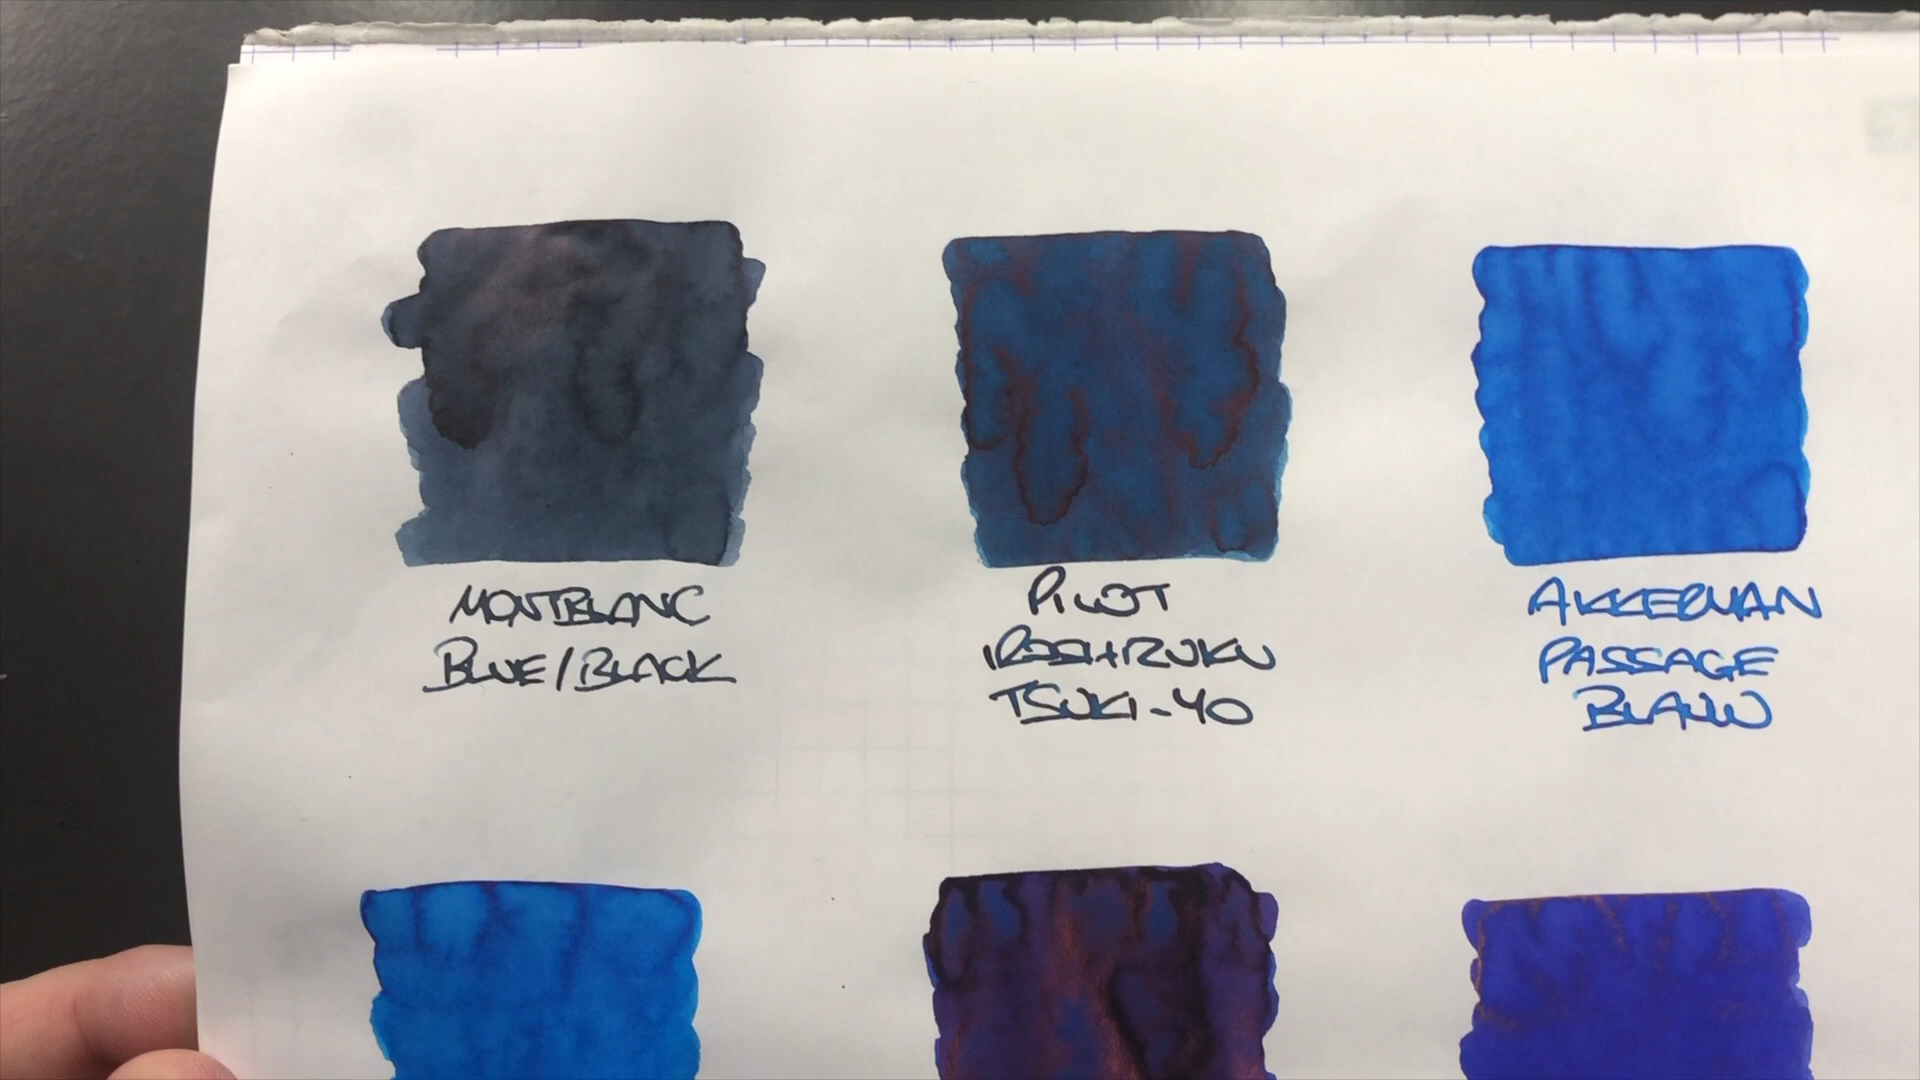 MONTBLANC
BLUE/BLACK
PILOT
IROSHIZUKU
TSUKI-YO
AKKERMAN
PASSAGE
BLAUW